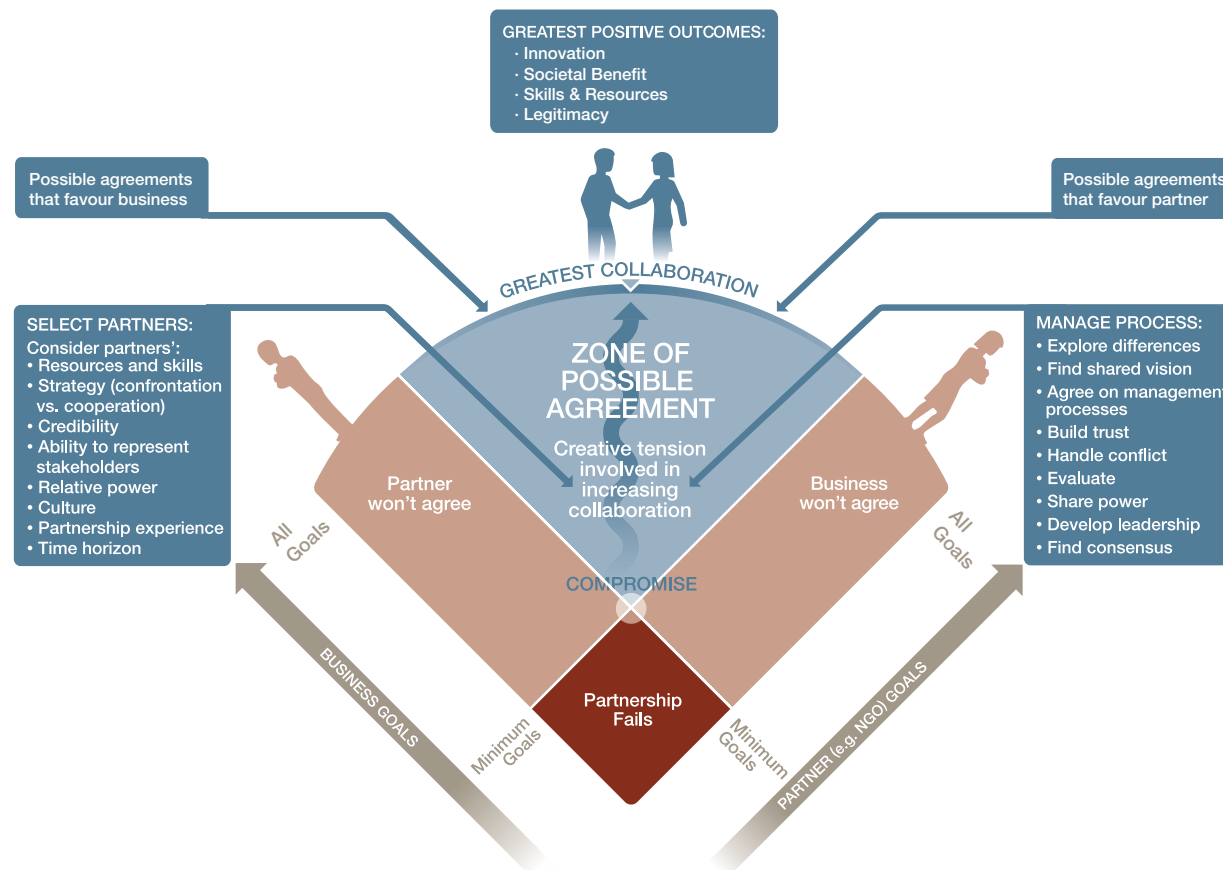 GREATEST POSITIVE OUTCOMES:
· Innovation
· Societal Benefit
· Skills & Resources
· Legitimacy
Possible agreements
that favour business
Possible agreements
that favour partner
GREATEST COLLABORATION
SELECT PARTNERS:
Consider partners’:
• Resources and skills
• Strategy (confrontation
vs. cooperation)
• Credibility
• Ability to represent
stakeholders
• Relative power
• Culture
• Partnership experience
• Time horizon
ZONE OF
POSSIBLE
AGREEMENT
Creative tension
involved in
increasing
collaboration
MANAGE PROCESS:
• Explore differences
• Find shared vision
• Agree on management
processes
• Build trust
• Handle conflict
• Evaluate
• Share power
• Develop leadership
• Find consensus
Partner
won’t agree
Business
won’t agree
All
Goals
All
Goals
COMPROMISE
Partnership
Fails
Minimum
Goals
Minimum
Goals
BUSINESS GOALS
PARTNER (e.g. NGO) GOALS